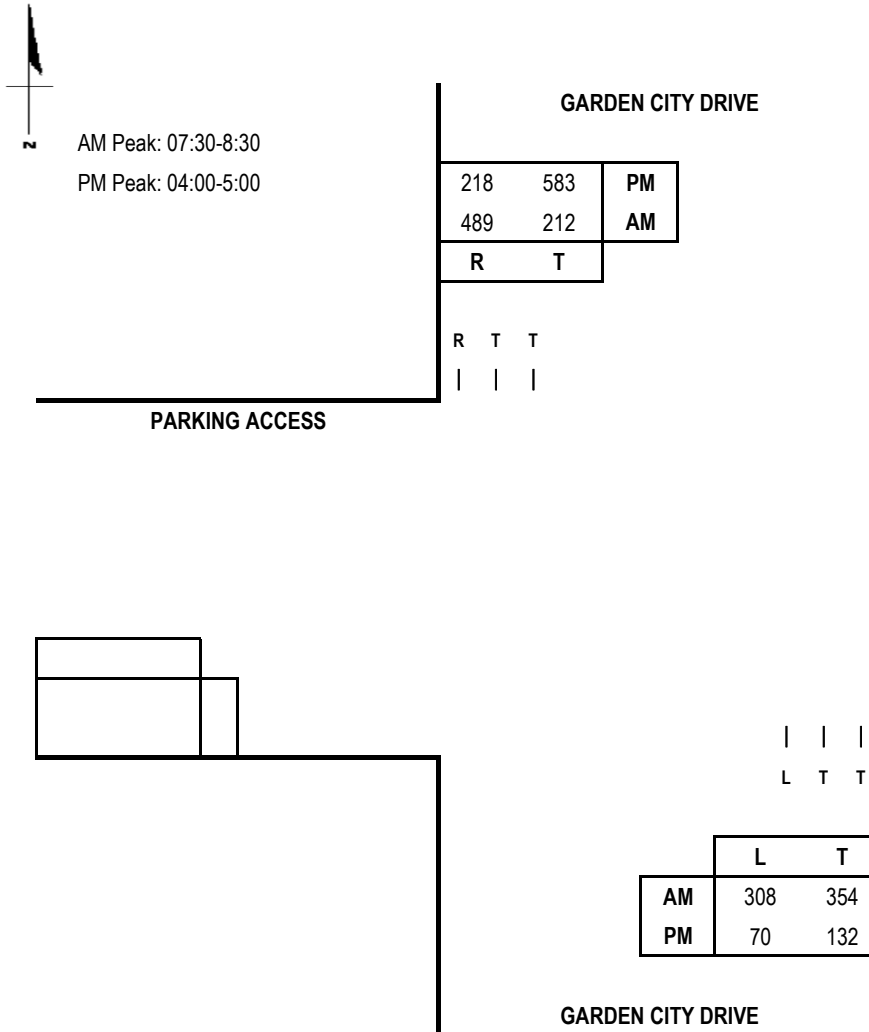 GARDEN CITY DRIVE
N
AM Peak: 07:30-8:30
PM Peak: 04:00-5:00
218 583 PM
489 212 AM
R T
R T T
PARKING ACCESS
L T T
L T
AM 308 354
PM 70 132
GARDEN CITY DRIVE